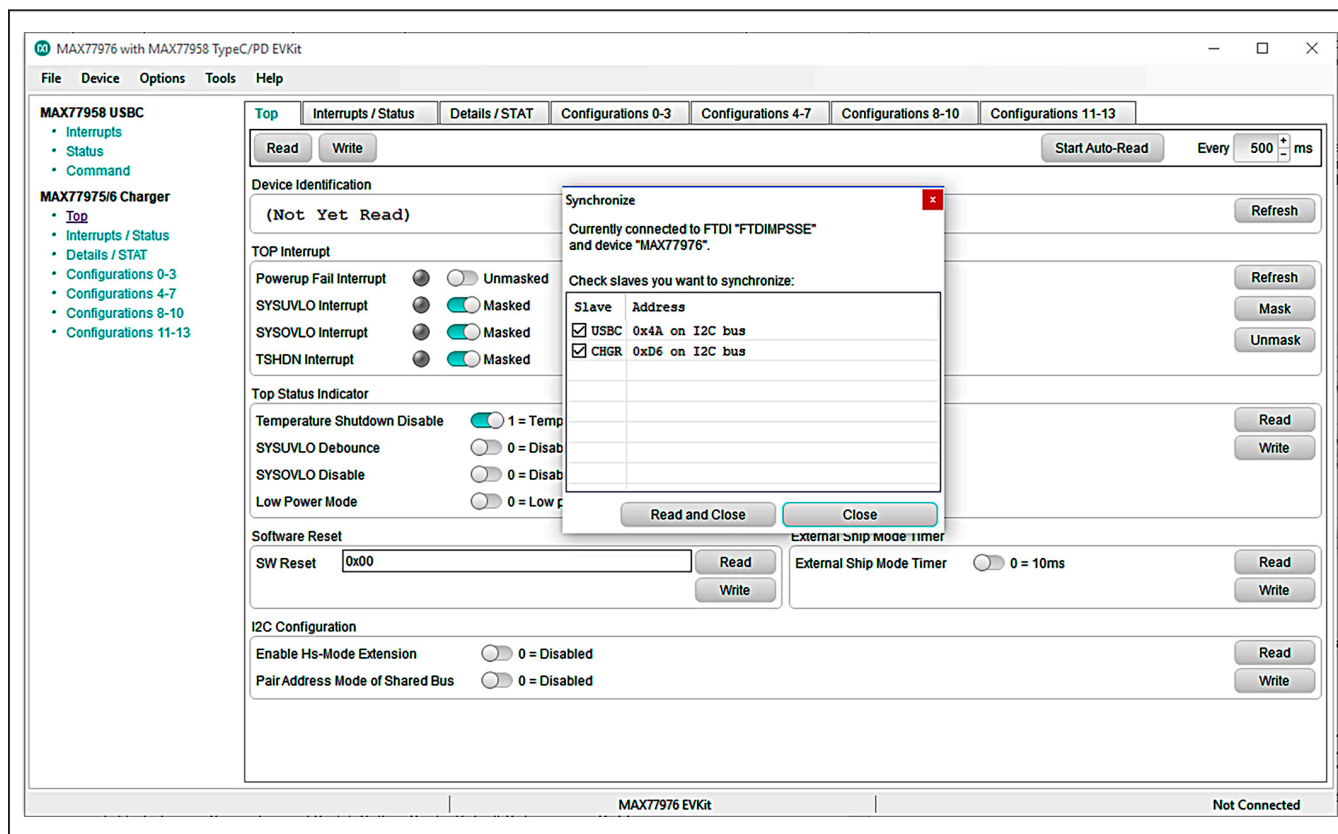 MAX77976 with MAX77958 TypeC/PD EVKit
File Device Options Tools Help
MAX77958 USBC
• Interrupts
• Status
• Command
MAX77975/6 Charger
• Top
• Interrupts / Status
• Details / STAT
• Configurations 0-3
• Configurations 4-7
• Configurations 8-10
• Configurations 11-13
Top Interrupts / Status Details / STAT Configurations 0-3 Configurations 4-7 Configurations 8-10 Configurations 11-13
Read Write Start Auto-Read Every 500 + - ms
Device Identification
(Not Yet Read) Refresh
TOP Interrupt
Powerup Fail Interrupt Unmasked Refresh
SYSUVLO Interrupt Masked Mask
SYSOVLO Interrupt Masked Unmask
TSHDN Interrupt Masked
Top Status Indicator
Temperature Shutdown Disable 1 = Temp Read
SYSUVLO Debounce 0 = Disab Write
SYSOVLO Disable 0 = Disab
Low Power Mode 0 = Low p
Synchronize x
Currently connected to FTDI "FTDIMPSSE"
and device "MAX77976".
Check slaves you want to synchronize:
Slave Address
USBC 0x4A on I2C bus
CHGR 0xD6 on I2C bus
Read and Close Close
Software Reset
SW Reset 0x00 Read
Write
External Ship Mode Timer
External Ship Mode Timer 0 = 10ms Read
Write
I2C Configuration
Enable Hs-Mode Extension 0 = Disabled Read
Pair Address Mode of Shared Bus 0 = Disabled Write
MAX77976 EVKit Not Connected